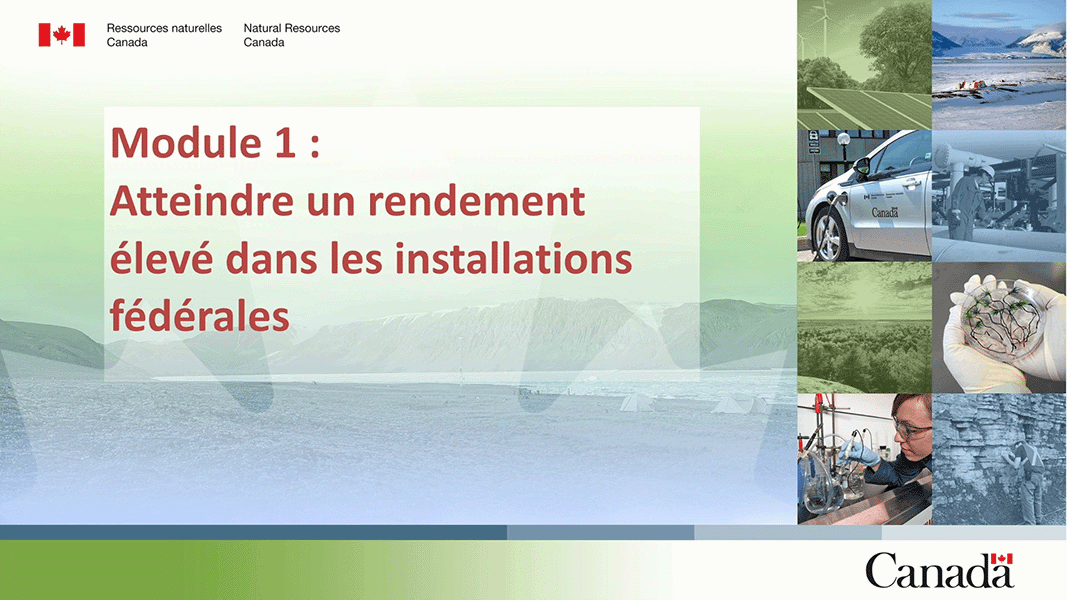 Ressources naturelles
Canada
Natural Resources
Canada
Module 1 :
Atteindre un rendement
élevé dans les installations
fédérales
Canada
Canada